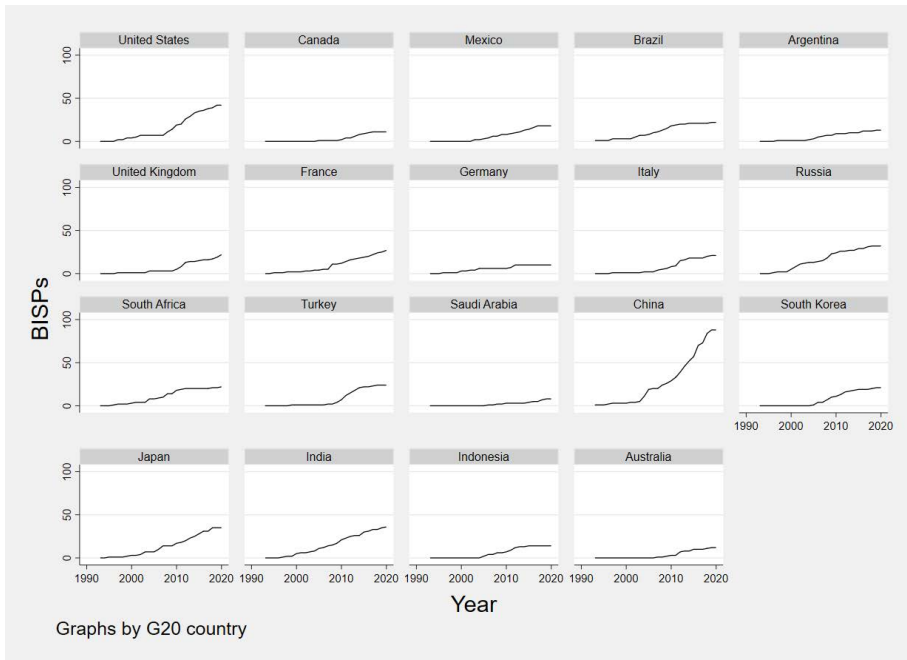 United States Canada Mexico Brazil Argentina
100
50
0
United Kingdom France Germany Italy Russia
100
50
0
South Africa Turkey Saudi Arabia China South Korea
100
50
0
1990 2000 2010 2020
Japan India Indonesia Australia
100
50
0
1990 2000 2010 2020 1990 2000 2010 2020 1990 2000 2010 2020 1990 2000 2010 2020
BISPs
Year
Graphs by G20 country